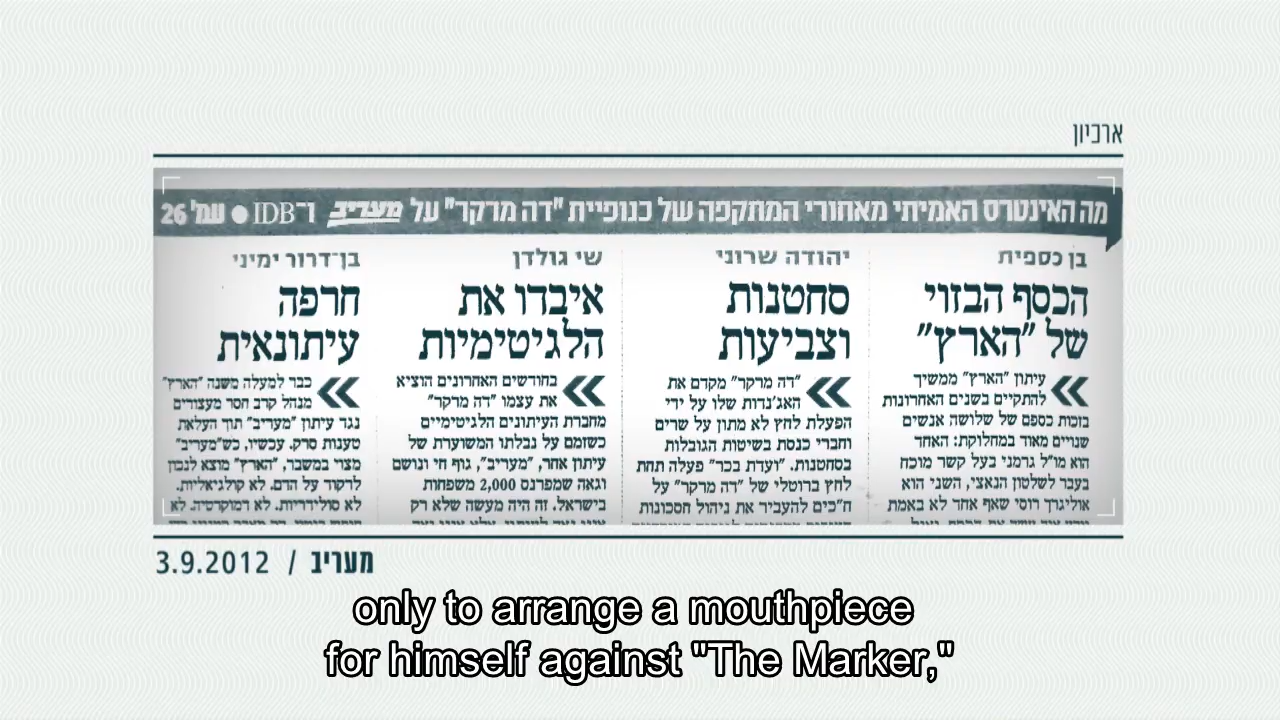 ארכיון
מה האינטרס האמיתי מאחורי המתקפה של כנופיית "דה מרקר" על מעריב ו־IDB ● עמ' 26
בן כספית
הכסף הבזוי
של "הארץ"
עיתון "הארץ" ממשיך
להתקיים בשנים האחרונות
בזכות כספם של שלושה אנשים
שנויים מאוד במחלוקת: האחד
הוא מו"ל גרמני בעל קשר מוכח
בעבר לשלטון הנאצי, השני הוא
אוליגרך רוסי שאף אחד לא באמת
יהודה שרוני
סחטנות
וצביעות
"דה מרקר" מקדם את
האג'נדות שלו על ידי
הפעלת לחץ לא מתון על שרים
וחברי כנסת בשיטות הגובלות
בסחטנות. "ועדת בכר" פעלה תחת
לחץ ברוטלי של "דה מרקר" על
ח"כים להעביר את ניהול חסכונות
שי גולדן
איבדו את
הלגיטימיות
בחודשים האחרונים הוציא
את עצמו "דה מרקר"
מחברת העיתונים הלגיטימיים
כשזמם על נבלתו המשוערת של
עיתון אחר, "מעריב", גוף חי ונושם
וגאה שמפרנס 2,000 משפחות
בישראל. זה היה מעשה שלא רק
בן־דרור ימיני
חרפה
עיתונאית
כבר למעלה משנה "הארץ"
מנהל קרב חסר מעצורים
נגד עיתון "מעריב" תוך העלאת
טענות סרק. עכשיו, כש"מעריב"
מצוי במשבר, "הארץ" מוצא לנכון
לרקוד על הדם. לא קולגיאליות.
לא סולידריות. לא דמוקרטיה. לא
מעריב / 3.9.2012
only to arrange a mouthpiece
for himself against "The Marker,"